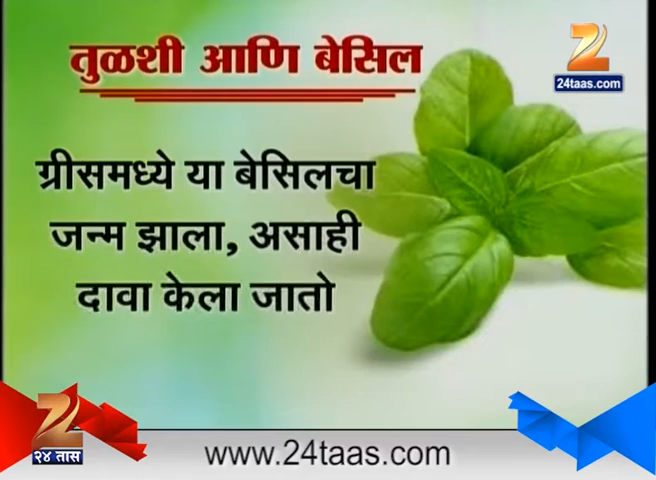 तुळशी आणि बेसिल
24taas.com
ग्रीसमध्ये या बेसिलचा
जन्म झाला, असाही
दावा केला जातो
२४ तास
www.24taas.com